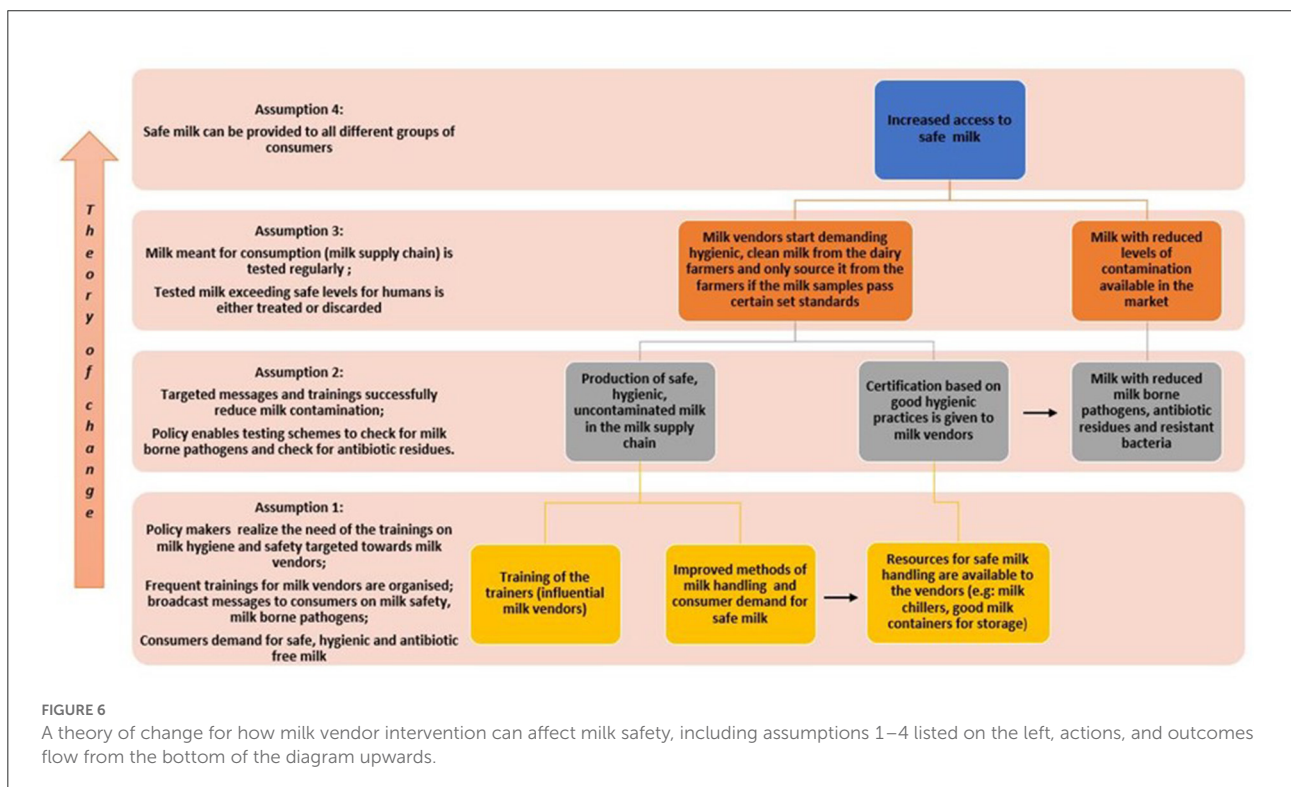 Theory of change
Assumption 4:
Safe milk can be provided to all different groups of
consumers
Increased access to
safe milk
Assumption 3:
Milk meant for consumption (milk supply chain) is
tested regularly ;
Tested milk exceeding safe levels for humans is
either treated or discarded
Milk vendors start demanding
hygienic, clean milk from the dairy
farmers and only source it from the
farmers if the milk samples pass
certain set standards
Milk with reduced
levels of
contamination
available in the
market
Assumption 2:
Targeted messages and trainings successfully
reduce milk contamination;
Policy enables testing schemes to check for milk
borne pathogens and check for antibiotic residues.
Production of safe,
hygienic,
uncontaminated milk
in the milk supply
chain
Certification based on
good hygienic
practices is given to
milk vendors
Milk with reduced
milk borne
pathogens, antibiotic
residues and resistant
bacteria
Assumption 1:
Policy makers realize the need of the trainings on
milk hygiene and safety targeted towards milk
vendors;
Frequent trainings for milk vendors are organised;
broadcast messages to consumers on milk safety,
milk borne pathogens;
Consumers demand for safe, hygienic and antibiotic
free milk
Training of the
trainers (influential
milk vendors)
Improved methods of
milk handling and
consumer demand for
safe milk
Resources for safe milk
handling are available to
the vendors (e.g: milk
chillers, good milk
containers for storage)
FIGURE 6
A theory of change for how milk vendor intervention can affect milk safety, including assumptions 1–4 listed on the left, actions, and outcomes
flow from the bottom of the diagram upwards.